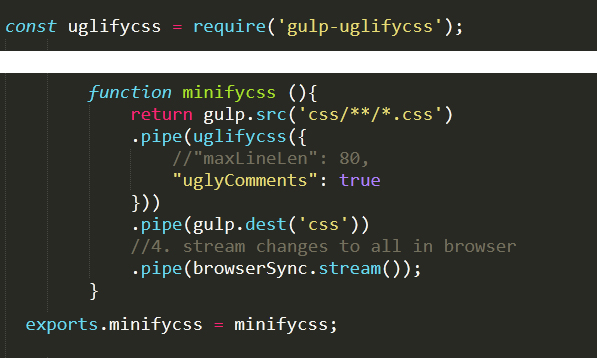 const uglifycss = require('gulp-uglifycss');
function minifycss (){
return gulp.src('css/**/*.css')
.pipe(uglifycss({
//"maxLineLen": 80,
"uglyComments": true
}))
.pipe(gulp.dest('css'))
//4. stream changes to all in browser
.pipe(browserSync.stream());
}
exports.minifycss = minifycss;